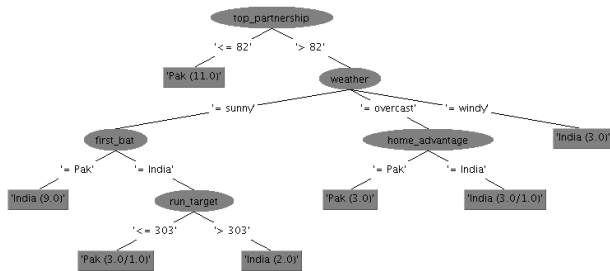 top_partnership
'<= 82' '> 82'
'Pak (11.0)' weather
'= sunny' '= overcast' '= windy'
first_bat home_advantage 'India (3.0)'
'= Pak' '= India' '= Pak' '= India'
'India (9.0)' run_target 'Pak (3.0)' 'India (3.0/1.0)'
'<= 303' '> 303'
'Pak (3.0/1.0)' 'India (2.0)'